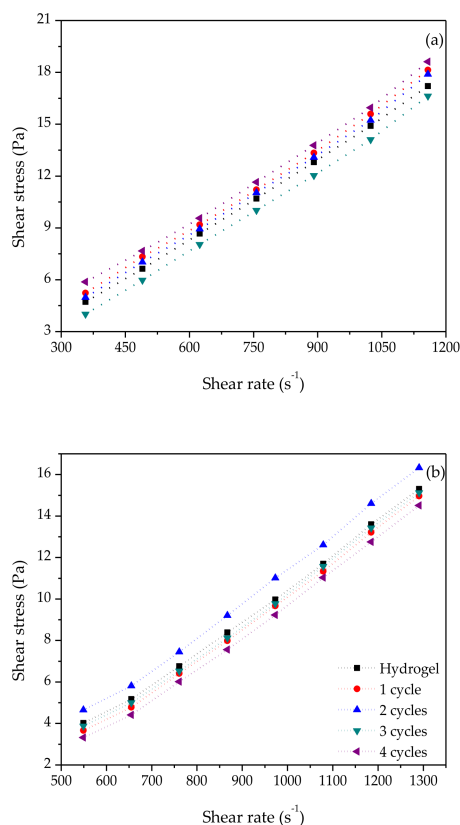 (a)
21
18
15
12
9
6
3
Shear stress (Pa)
300 450 600 750 900 1050 1200
Shear rate (s⁻¹)
(b)
16
14
12
10
8
6
4
2
Shear stress (Pa)
Hydrogel
1 cycle
2 cycles
3 cycles
4 cycles
500 600 700 800 900 1000 1100 1200 1300
Shear rate (s⁻¹)